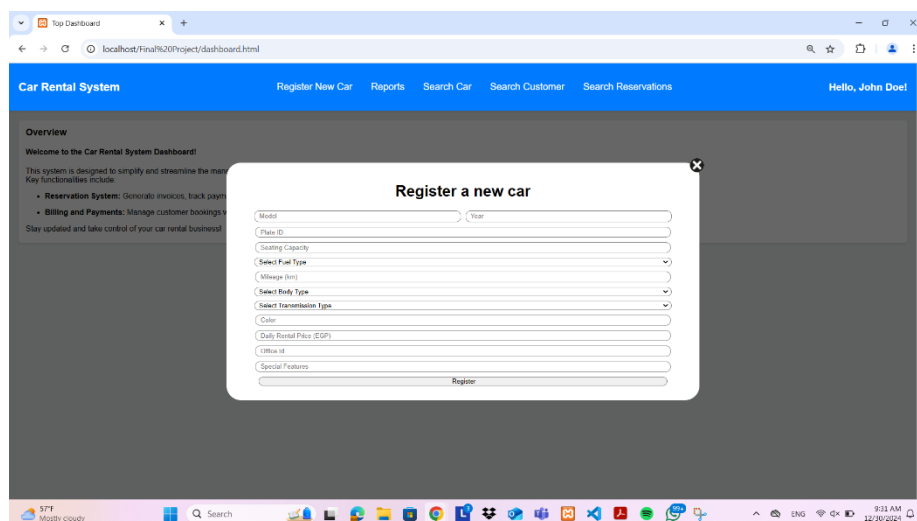 Top Dashboard
localhost/Final%20Project/dashboard.html
Car Rental System
Register New Car
Reports
Search Car
Search Customer
Search Reservations
Hello, John Doe!
Overview
Welcome to the Car Rental System Dashboard!
This system is designed to simplify and streamline the
Key functionalities include:
• Reservation System: Generate invoices, track
• Billing and Payments: Manage customer bookings
Stay updated and take control of your car rental business!
Register a new car
Model
Year
Plate ID
Seating Capacity
Select Fuel Type
Mileage (km)
Select Body Type
Select Transmission Type
Color
Daily Rental Price (EGP)
Office Id
Special Features
Register
57°F
Mostly cloudy
Search
99+
ENG
9:31 AM
12/30/2024